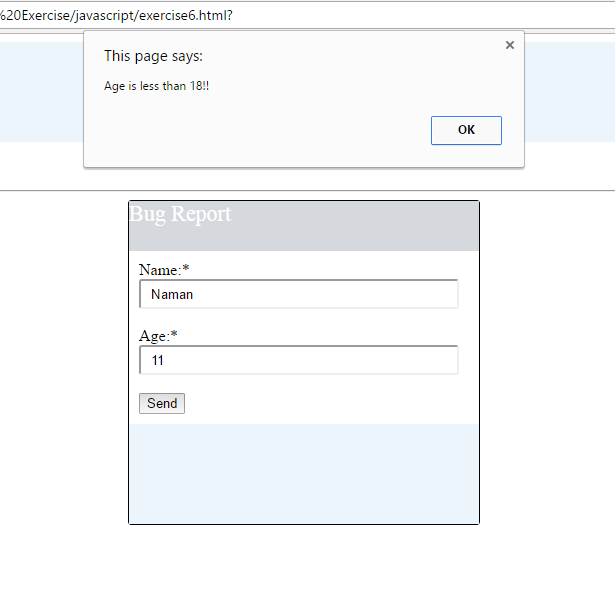 %20Exercise/javascript/exercise6.html?
This page says:
Age is less than 18!!
OK
Bug Report
Name:*
Naman
Age:*
11
Send